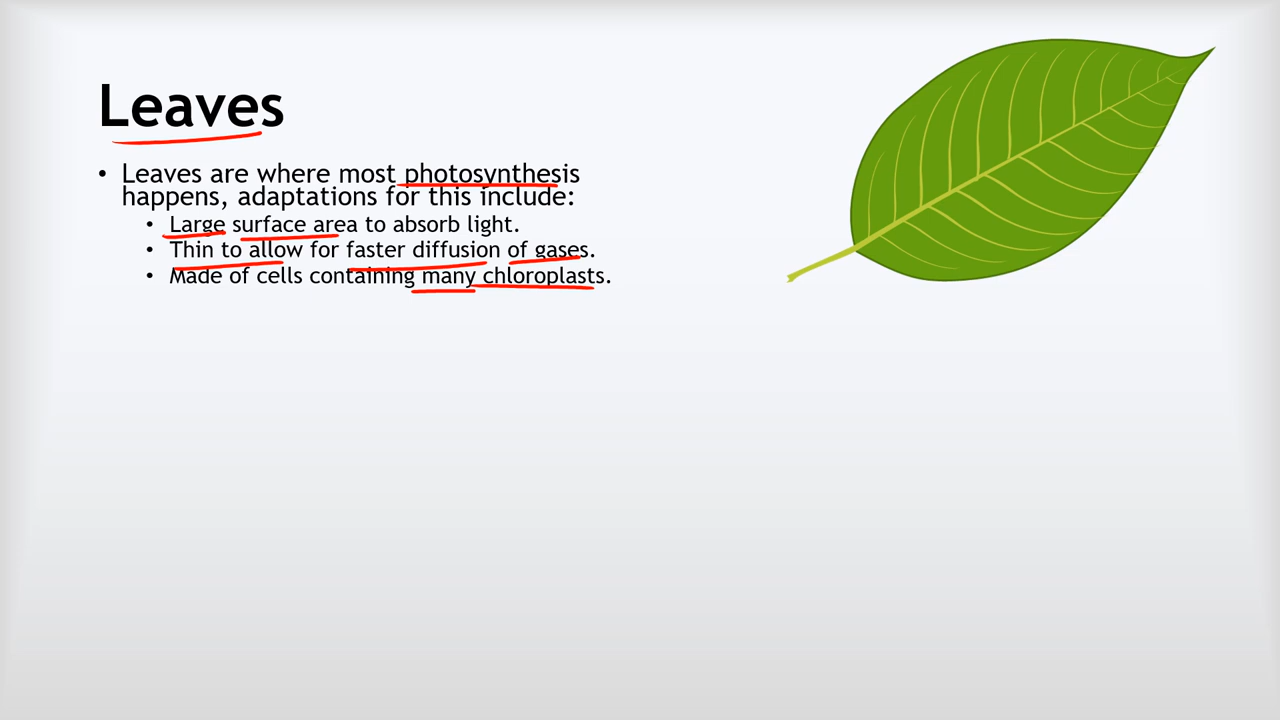 Leaves
• Leaves are where most photosynthesis
happens, adaptations for this include:
• Large surface area to absorb light.
• Thin to allow for faster diffusion of gases.
• Made of cells containing many chloroplasts.